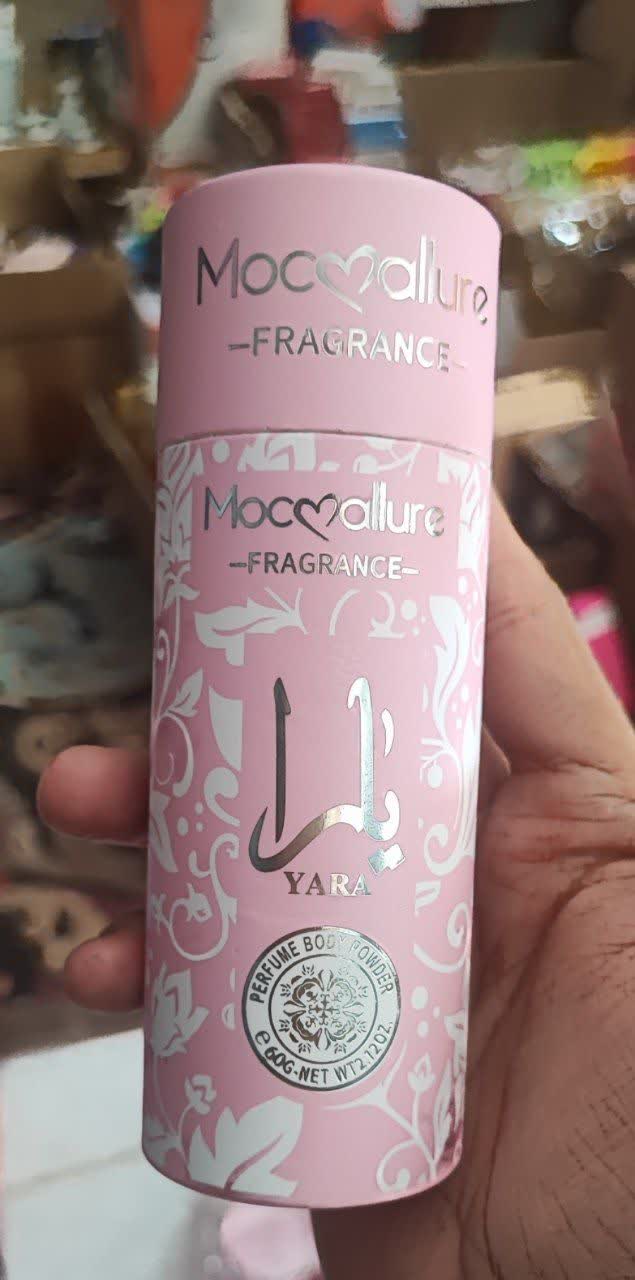 Mocallure
—FRAGRANCE—
Mocallure
—FRAGRANCE—
يارا
YARA
PERFUME BODY POWDER
e 60G-NET WT2.12OZ.